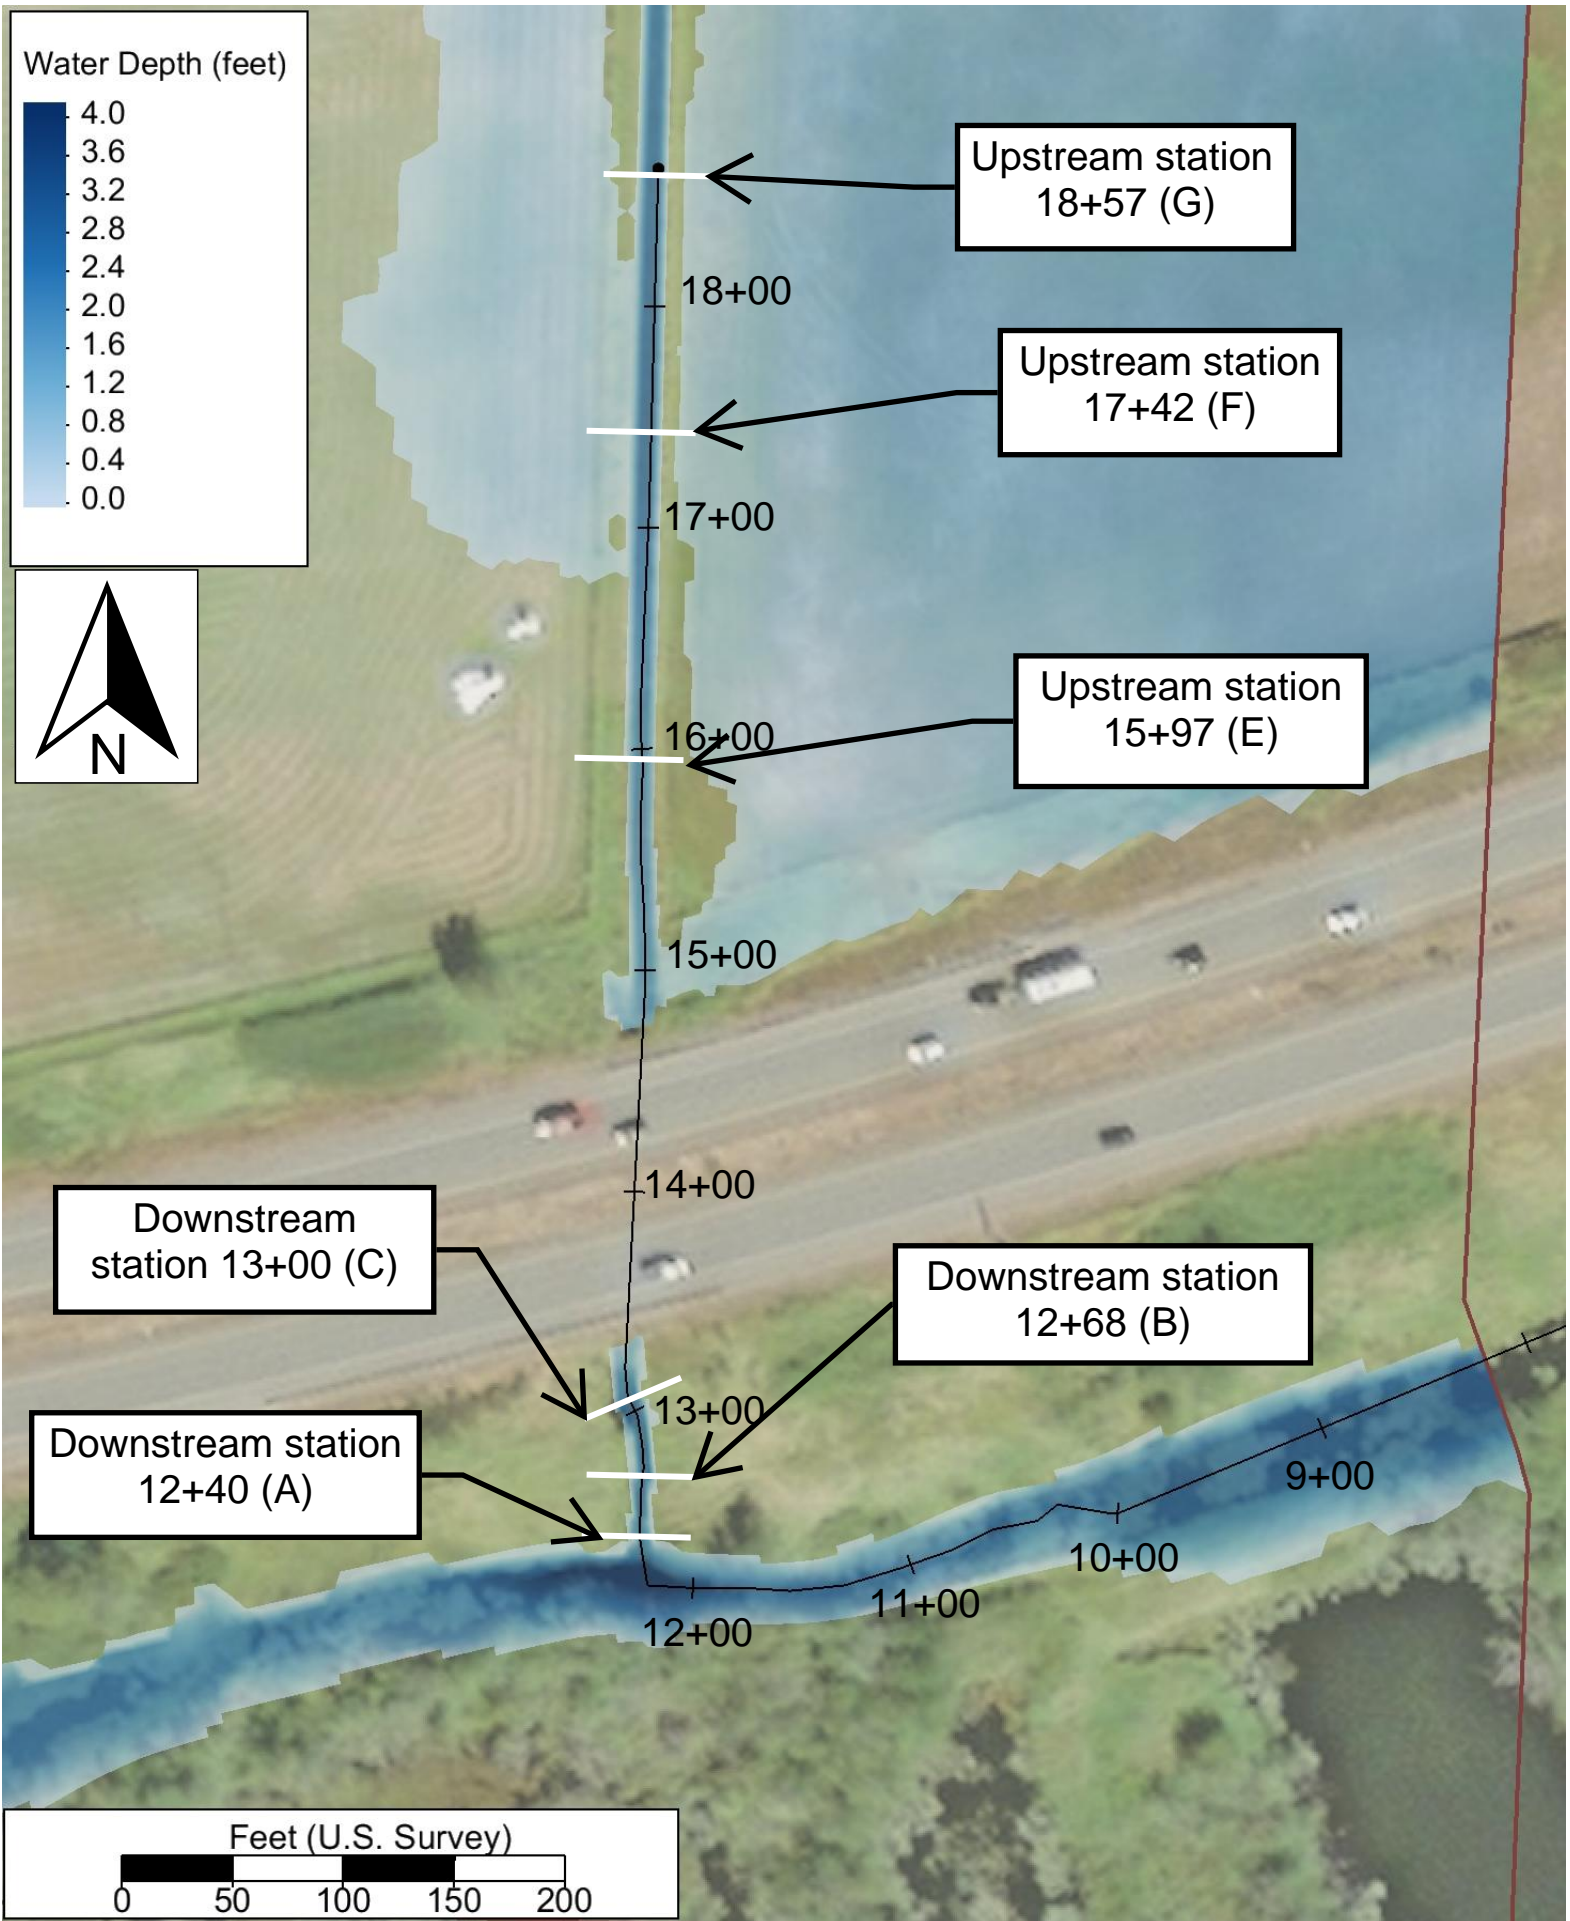 Water Depth (feet)
4.0
3.6
3.2
2.8
2.4
2.0
1.6
1.2
0.8
0.4
0.0
N
Upstream station
18+57 (G)
18+00
Upstream station
17+42 (F)
17+00
Upstream station
15+97 (E)
16+00
15+00
14+00
Downstream
station 13+00 (C)
Downstream station
12+68 (B)
13+00
Downstream station
12+40 (A)
9+00
10+00
11+00
12+00
Feet (U.S. Survey)
0 50 100 150 200